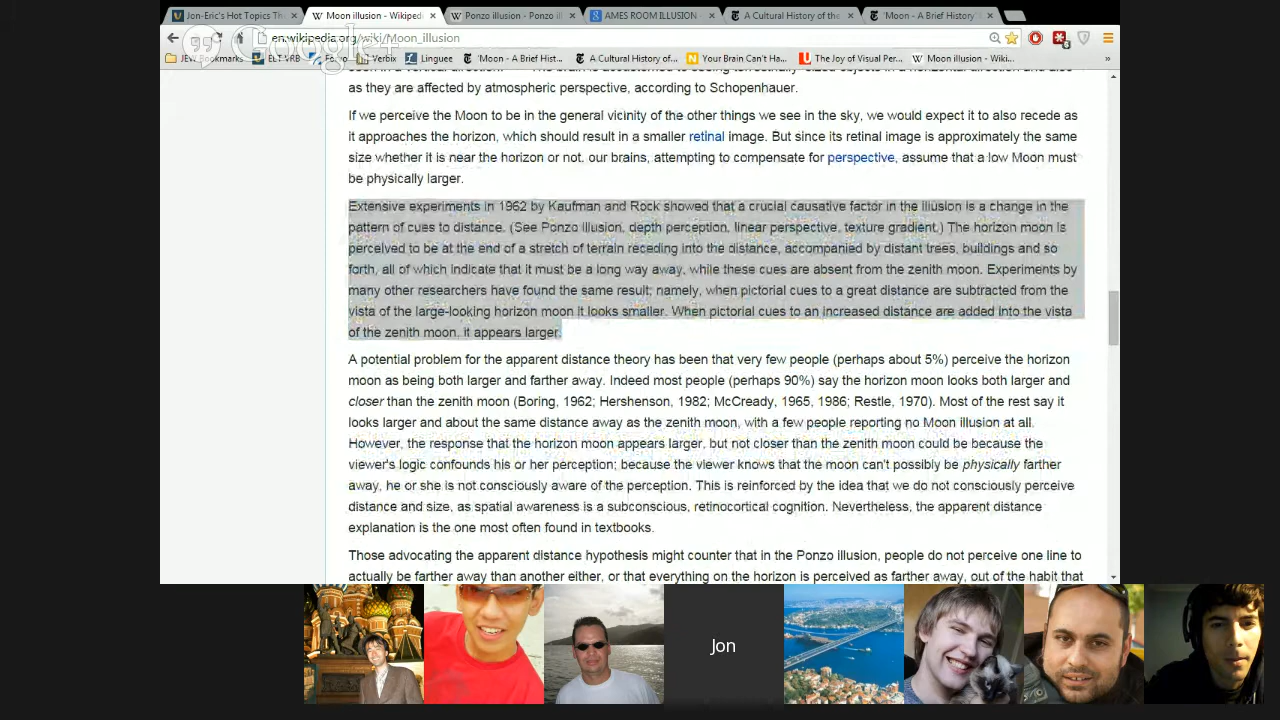 Jon-Eric's Hot Topics Th
Moon illusion - Wikiped
Ponzo illusion - Ponzo il
AMES ROOM ILLUSION
A Cultural History of the
'Moon - A Brief History'
Google+
en.wikipedia.org/wiki/Moon_illusion
JEW Bookmarks
ELT VRB
Verbix
Linguee
'Moon - A Brief Hist...
A Cultural History of...
Your Brain Can't Ha...
The Joy of Visual Per...
Moon illusion - Wiki...
»
as they are affected by atmospheric perspective, according to Schopenhauer.
If we perceive the Moon to be in the general vicinity of the other things we see in the sky, we would expect it to also recede as
it approaches the horizon, which should result in a smaller retinal image. But since its retinal image is approximately the same
size whether it is near the horizon or not, our brains, attempting to compensate for perspective, assume that a low Moon must
be physically larger.
Extensive experiments in 1962 by Kaufman and Rock showed that a crucial causative factor in the illusion is a change in the
pattern of cues to distance. (See Ponzo illusion, depth perception, linear perspective, texture gradient.) The horizon moon is
perceived to be at the end of a stretch of terrain receding into the distance, accompanied by distant trees, buildings and so
forth, all of which indicate that it must be a long way away, while these cues are absent from the zenith moon. Experiments by
many other researchers have found the same result; namely, when pictorial cues to a great distance are subtracted from the
vista of the large-looking horizon moon it looks smaller. When pictorial cues to an increased distance are added into the vista
of the zenith moon, it appears larger.
A potential problem for the apparent distance theory has been that very few people (perhaps about 5%) perceive the horizon
moon as being both larger and farther away. Indeed most people (perhaps 90%) say the horizon moon looks both larger and
closer than the zenith moon (Boring, 1962; Hershenson, 1982; McCready, 1965, 1986; Restle, 1970). Most of the rest say it
looks larger and about the same distance away as the zenith moon, with a few people reporting no Moon illusion at all.
However, the response that the horizon moon appears larger, but not closer than the zenith moon could be because the
viewer's logic confounds his or her perception; because the viewer knows that the moon can't possibly be physically farther
away, he or she is not consciously aware of the perception. This is reinforced by the idea that we do not consciously perceive
distance and size, as spatial awareness is a subconscious, retinocortical cognition. Nevertheless, the apparent distance
explanation is the one most often found in textbooks.
Those advocating the apparent distance hypothesis might counter that in the Ponzo illusion, people do not perceive one line to
actually be farther away than another either, or that everything on the horizon is perceived as farther away, out of the habit that
Jon